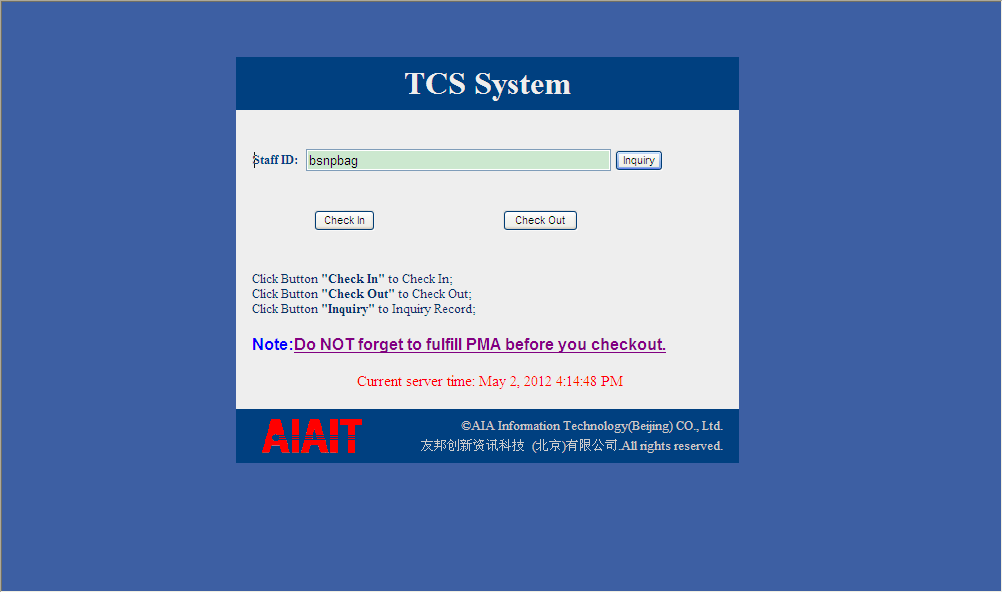 TCS System
Staff ID: bsnpbag Inquiry
Check In Check Out
Click Button "Check In" to Check In;
Click Button "Check Out" to Check Out;
Click Button "Inquiry" to Inquiry Record;
Note:Do NOT forget to fulfill PMA before you checkout.
Current server time: May 2, 2012 4:14:48 PM
AIAIT
©AIA Information Technology(Beijing) CO., Ltd.
友邦创新资讯科技 (北京)有限公司.All rights reserved.